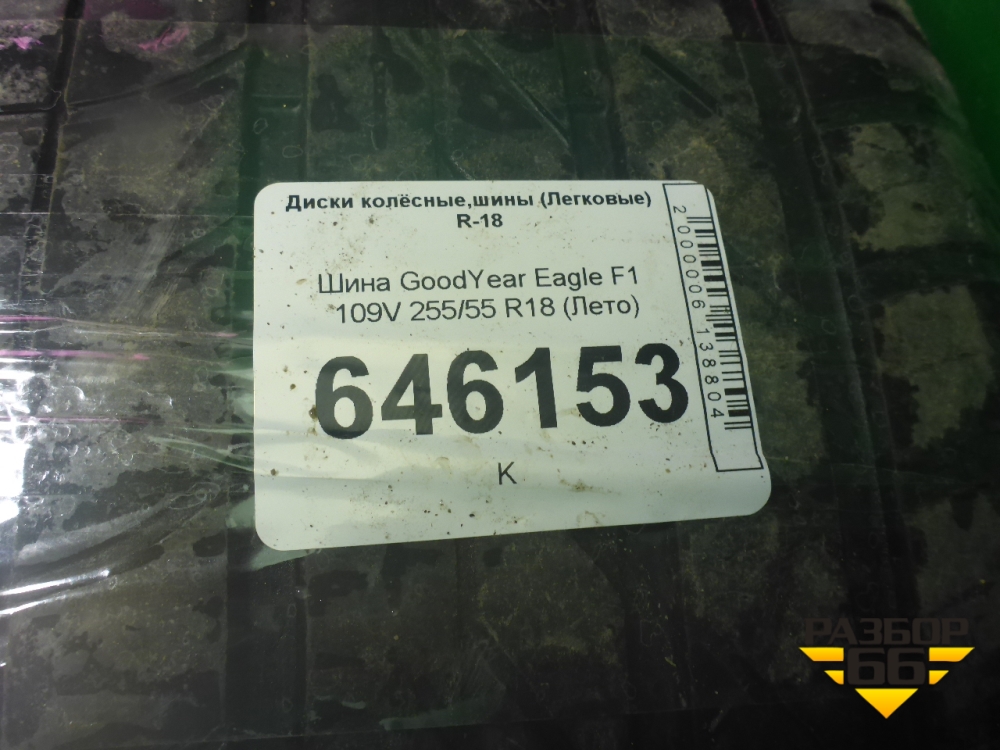 Диски колёсные,шины (Легковые)
R-18
Шина GoodYear Eagle F1
109V 255/55 R18 (Лето)
646153
K
2000006138804
РАЗБОР
66